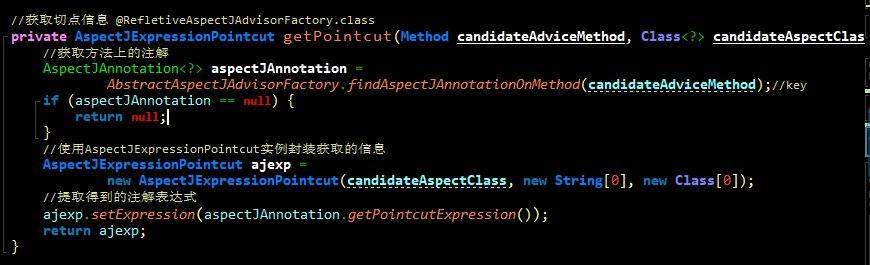 //获取切点信息 @RefletiveAspectJAdvisorFactory.class
private AspectJExpressionPointcut getPointcut(Method candidateAdviceMethod, Class<?> candidateAspectClas
//获取方法上的注解
AspectJAnnotation<?> aspectJAnnotation =
AbstractAspectJAdvisorFactory.findAspectJAnnotationOnMethod(candidateAdviceMethod);//key
if (aspectJAnnotation == null) {
return null;
}
//使用AspectJExpressionPointcut实例封装获取的信息
AspectJExpressionPointcut ajexp =
new AspectJExpressionPointcut(candidateAspectClass, new String[0], new Class[0]);
//提取得到的注解表达式
ajexp.setExpression(aspectJAnnotation.getPointcutExpression());
return ajexp;
}